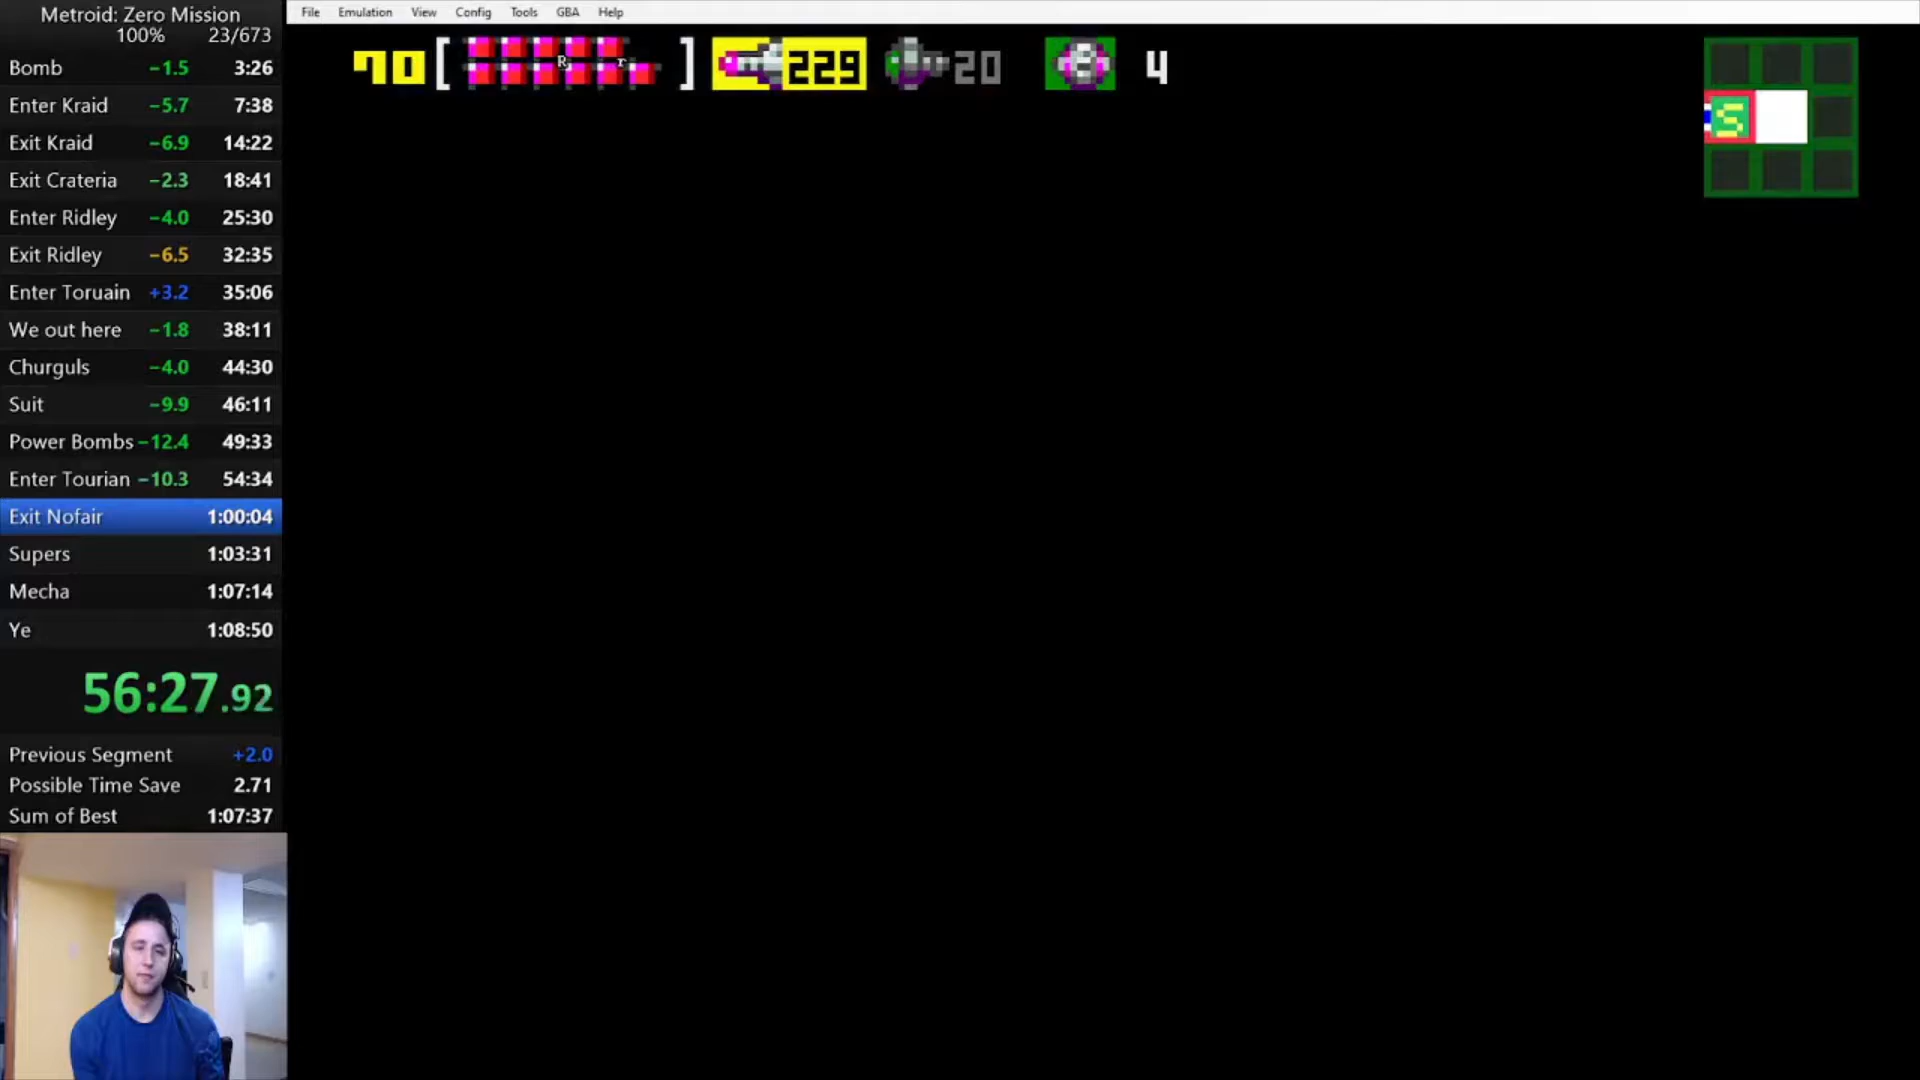 Metroid: Zero Mission
100% 23/673
File Emulation View Config Tools GBA Help
70 [ R r ] 229 20 4
S
Bomb −1.5 3:26
Enter Kraid −5.7 7:38
Exit Kraid −6.9 14:22
Exit Crateria −2.3 18:41
Enter Ridley −4.0 25:30
Exit Ridley −6.5 32:35
Enter Toruain +3.2 35:06
We out here −1.8 38:11
Churguls −4.0 44:30
Suit −9.9 46:11
Power Bombs −12.4 49:33
Enter Tourian −10.3 54:34
Exit Nofair 1:00:04
Supers 1:03:31
Mecha 1:07:14
Ye 1:08:50
56:27.92
Previous Segment +2.0
Possible Time Save 2.71
Sum of Best 1:07:37